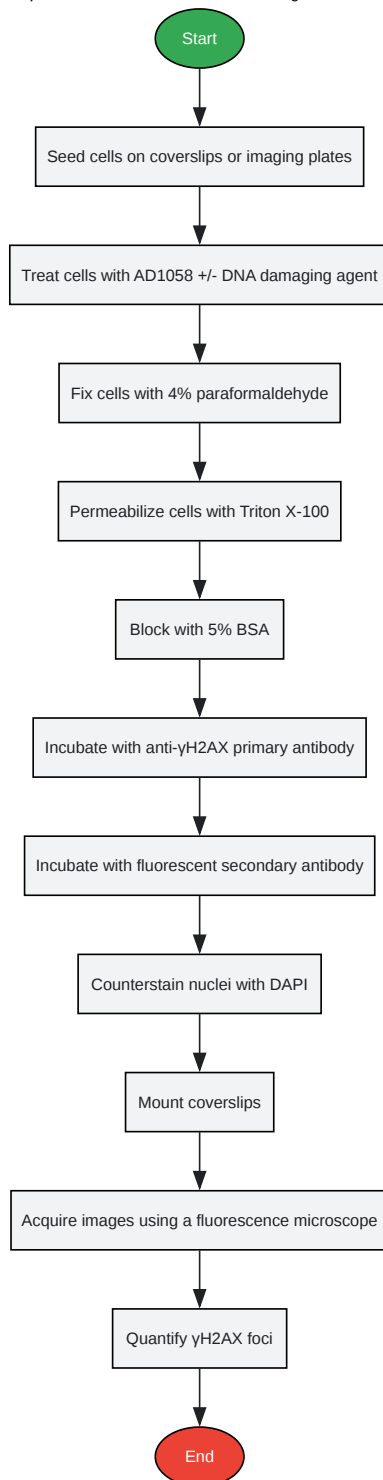 Start
Seed cells on coverslips or imaging plates
Treat cells with AD1058 +/- DNA damaging agent
Fix cells with 4% paraformaldehyde
Permeabilize cells with Triton X-100
Block with 5% BSA
Incubate with anti-γH2AX primary antibody
Incubate with fluorescent secondary antibody
Counterstain nuclei with DAPI
Mount coverslips
Acquire images using a fluorescence microscope
Quantify γH2AX foci
End